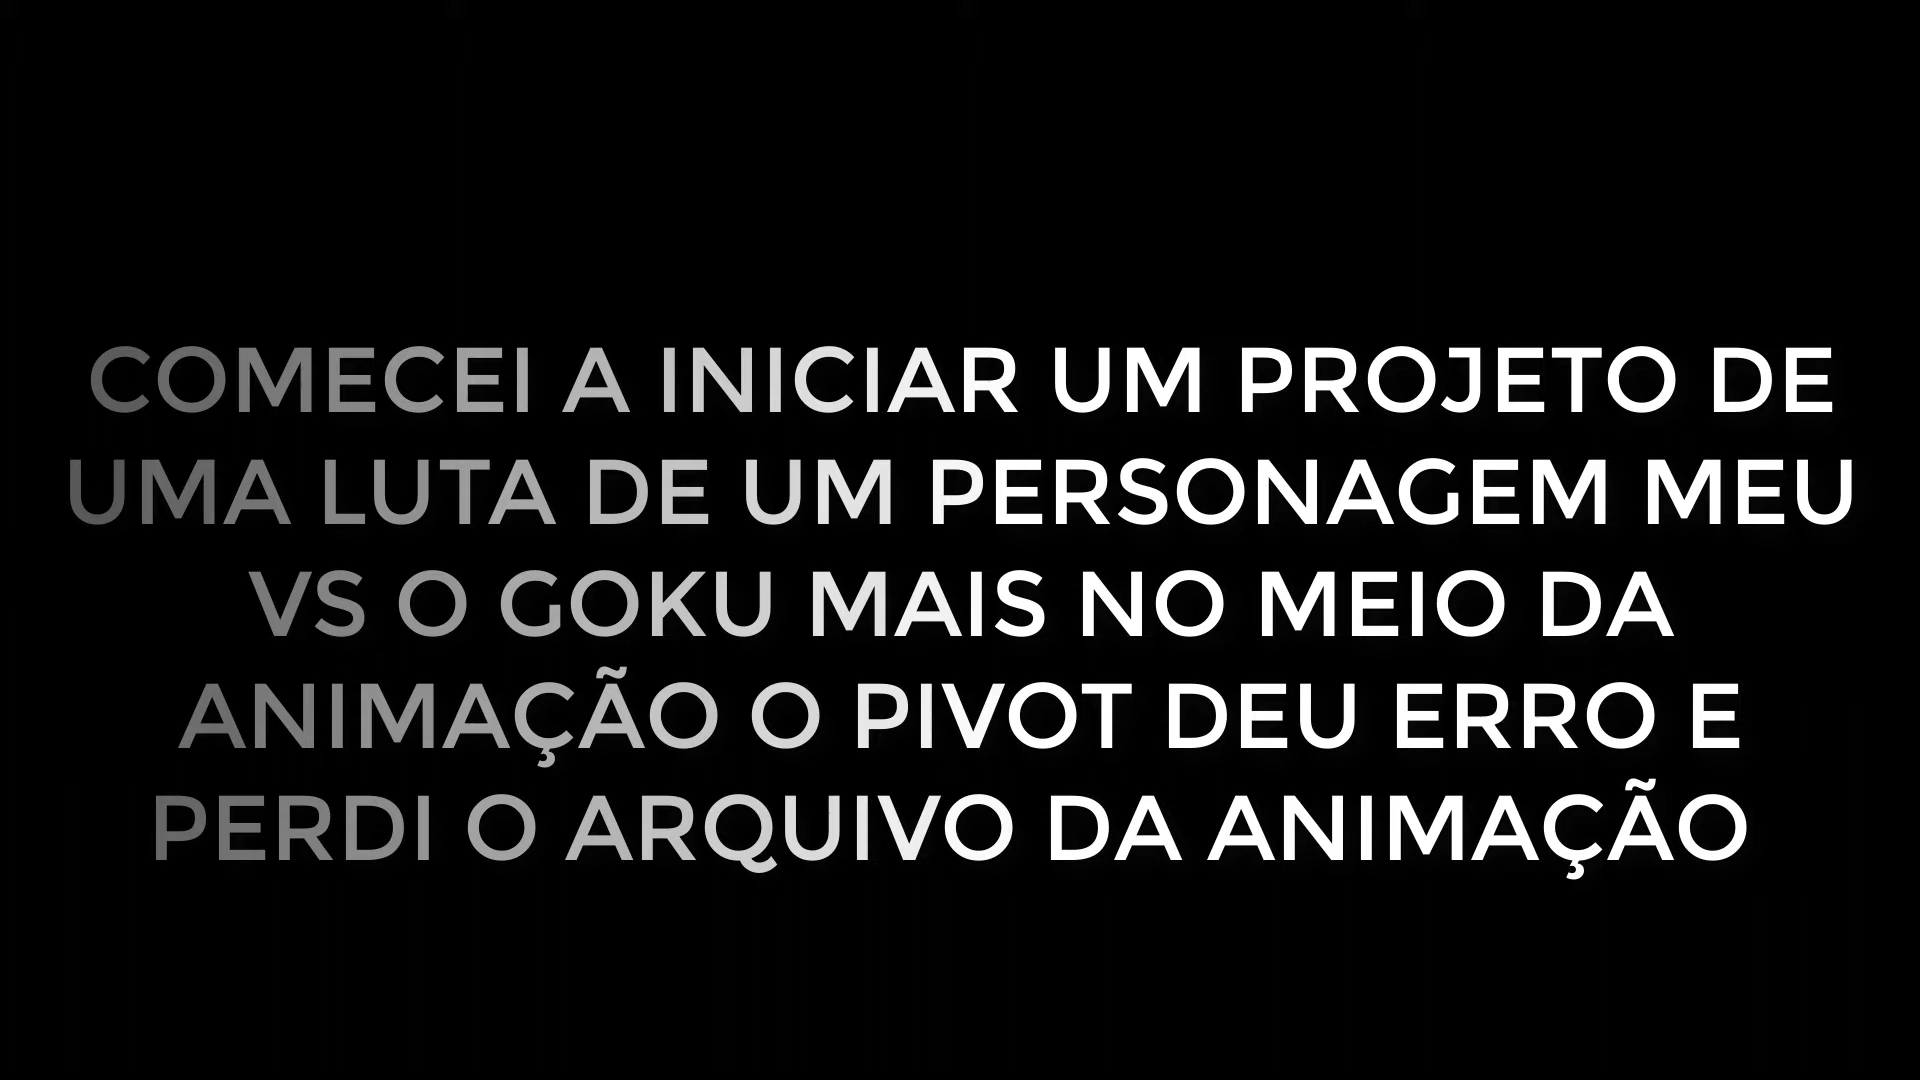 COMECEI A INICIAR UM PROJETO DE
UMA LUTA DE UM PERSONAGEM MEU
VS O GOKU MAIS NO MEIO DA
ANIMAÇÃO O PIVOT DEU ERRO E
PERDI O ARQUIVO DA ANIMAÇÃO